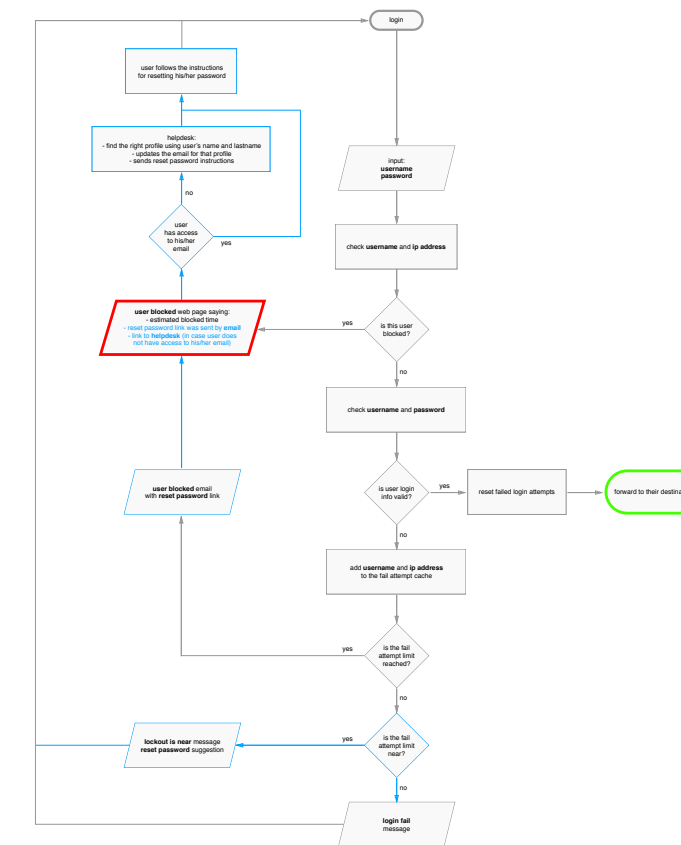 login
user follows the instructions
for resetting his/her password
helpdesk:
- find the right profile using user's name and lastname
- updates the email for that profile
- sends reset password instructions
input:
username
password
no
user
has access
to his/her
email
yes
check username and ip address
user blocked web page saying:
- estimated blocked time
- reset password link was sent by email
- link to helpdesk (in case user does
not have access to his/her email)
yes
is this user
blocked?
no
check username and password
user blocked email
with reset password link
is user login
info valid?
yes
reset failed login attempts
forward to their destina
no
add username and ip address
to the fail attempt cache
yes
is the fail
attempt limit
reached?
no
lockout is near message
reset password suggestion
yes
is the fail
attempt limit
near?
no
login fail
message